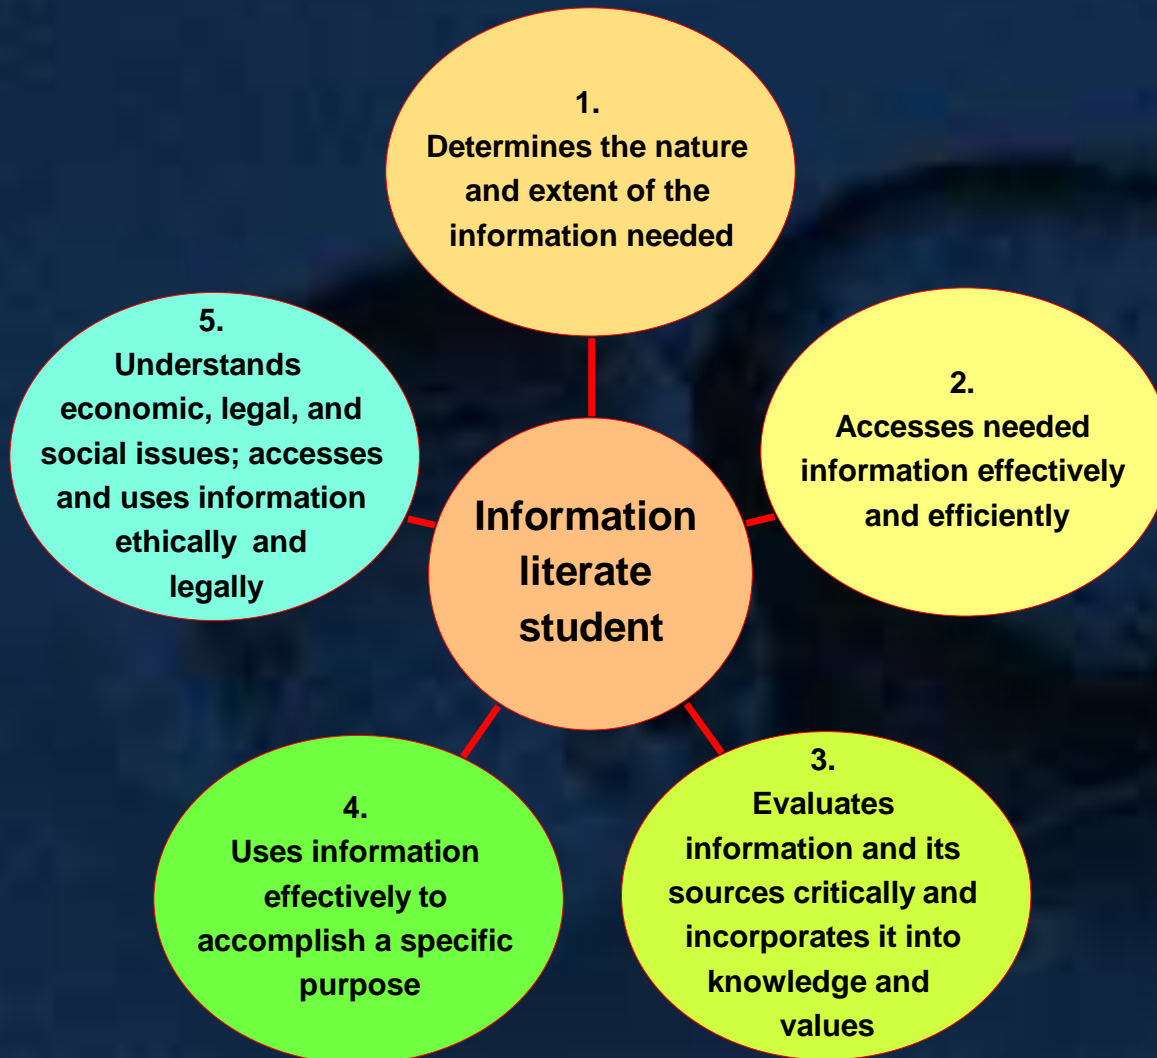 1.
Determines the nature
and extent of the
information needed
2.
Accesses needed
information effectively
and efficiently
3.
Evaluates
information and its
sources critically and
incorporates it into
knowledge and
values
4.
Uses information
effectively to
accomplish a specific
purpose
5.
Understands
economic, legal, and
social issues; accesses
and uses information
ethically and
legally
Information
literate
student